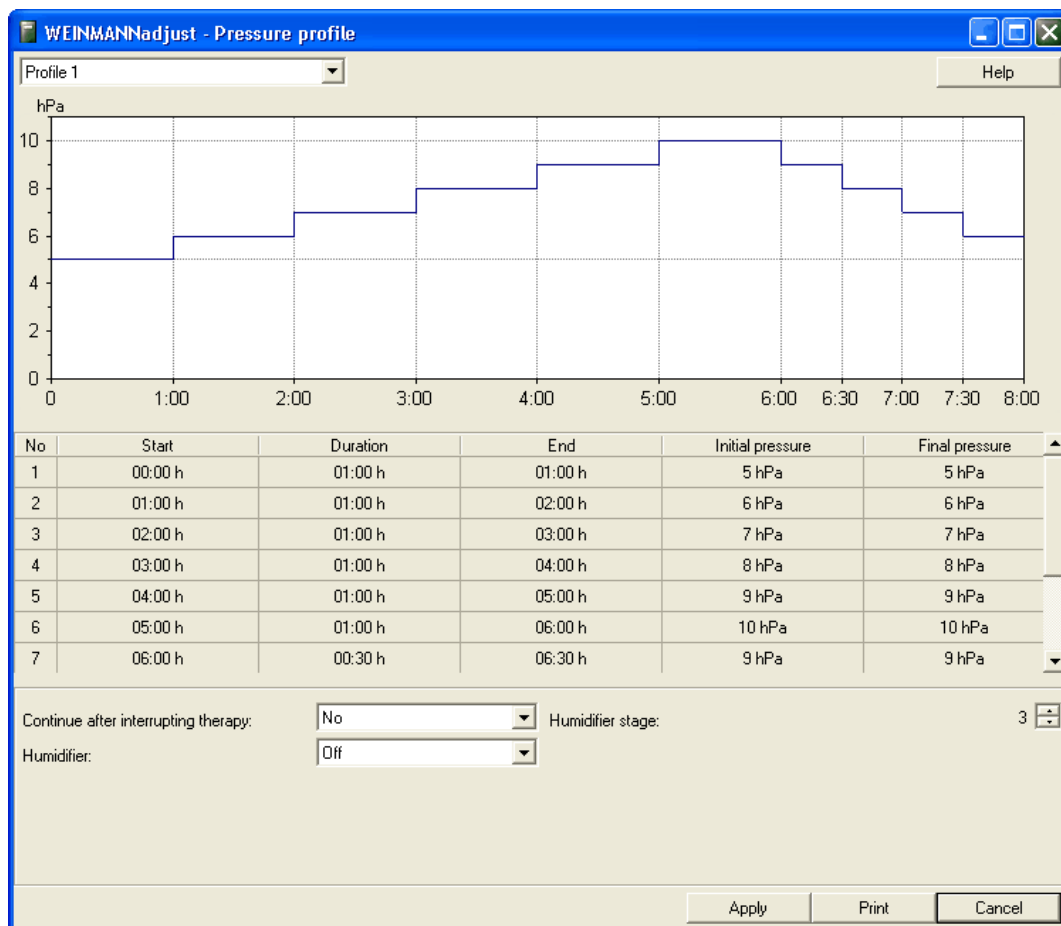 WEINMANNadjust - Pressure profile
Profile 1
Help
hPa
10
8
6
4
2
0
0 1:00 2:00 3:00 4:00 5:00 6:00 6:30 7:00 7:30 8:00
No Start Duration End Initial pressure Final pressure
1 00:00 h 01:00 h 01:00 h 5 hPa 5 hPa
2 01:00 h 01:00 h 02:00 h 6 hPa 6 hPa
3 02:00 h 01:00 h 03:00 h 7 hPa 7 hPa
4 03:00 h 01:00 h 04:00 h 8 hPa 8 hPa
5 04:00 h 01:00 h 05:00 h 9 hPa 9 hPa
6 05:00 h 01:00 h 06:00 h 10 hPa 10 hPa
7 06:00 h 00:30 h 06:30 h 9 hPa 9 hPa
Continue after interrupting therapy: No Humidifier stage: 3
Humidifier: Off
Apply Print Cancel